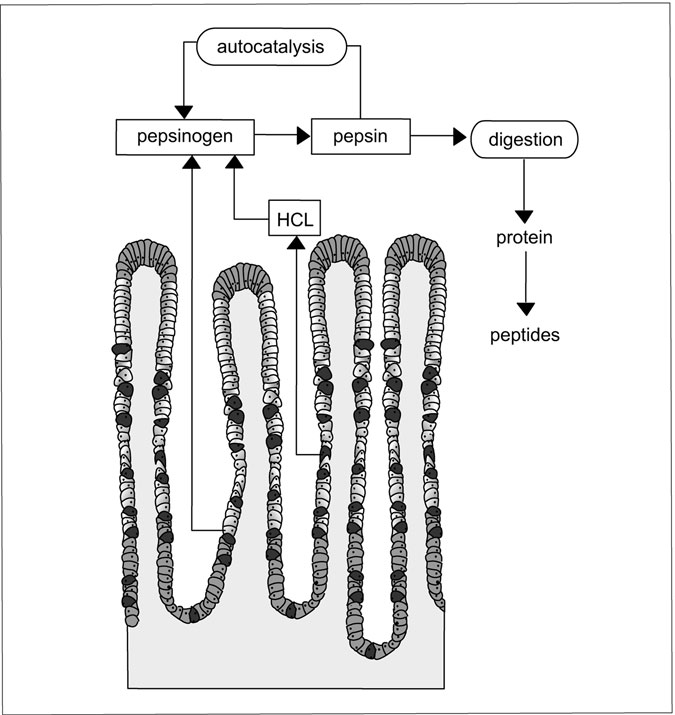 autocatalysis
pepsinogen
pepsin
digestion
HCL
protein
peptides